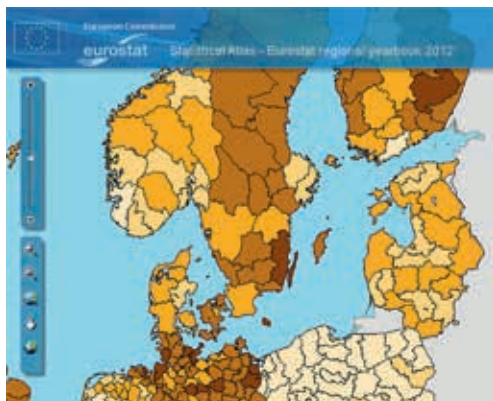 European Commission
eurostat
Statistical Atlas - Eurostat regional yearbook 2012